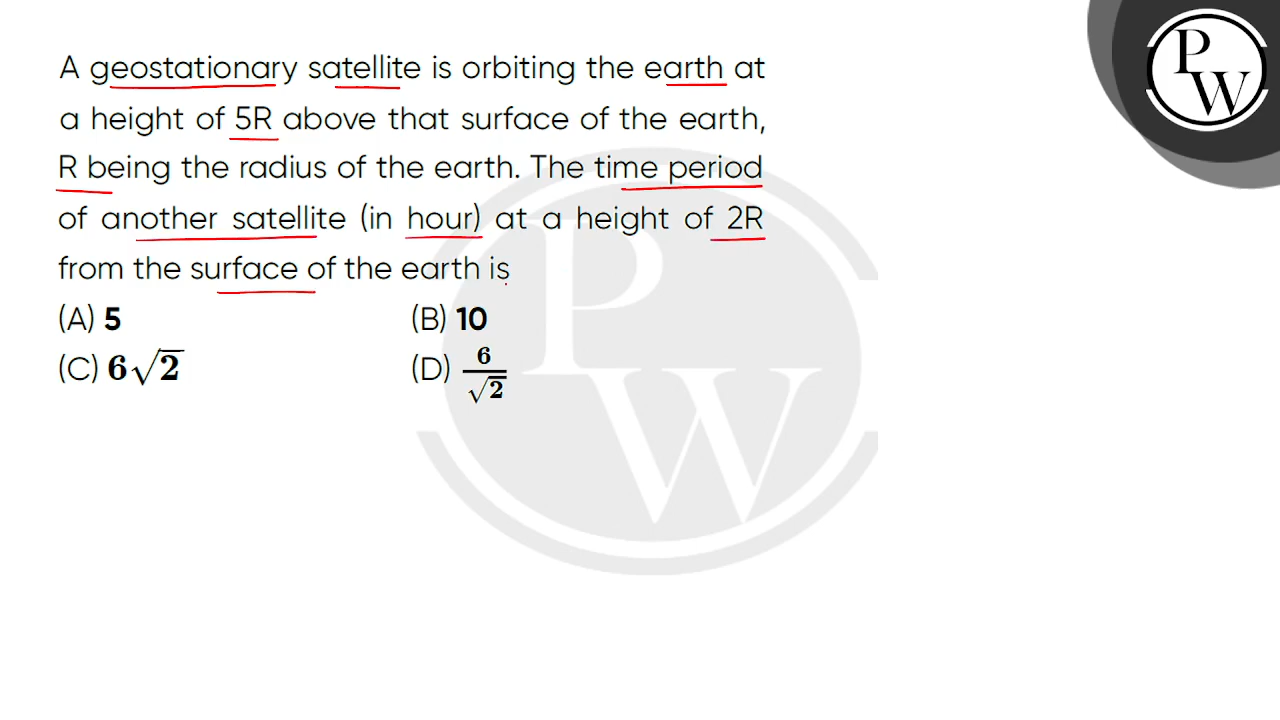 A geostationary satellite is orbiting the earth at
a height of 5R above that surface of the earth,
R being the radius of the earth. The time period
of another satellite (in hour) at a height of 2R
from the surface of the earth is
(A) 5 (B) 10
(C) 6√2 (D) 6/√2
P
W
P
W